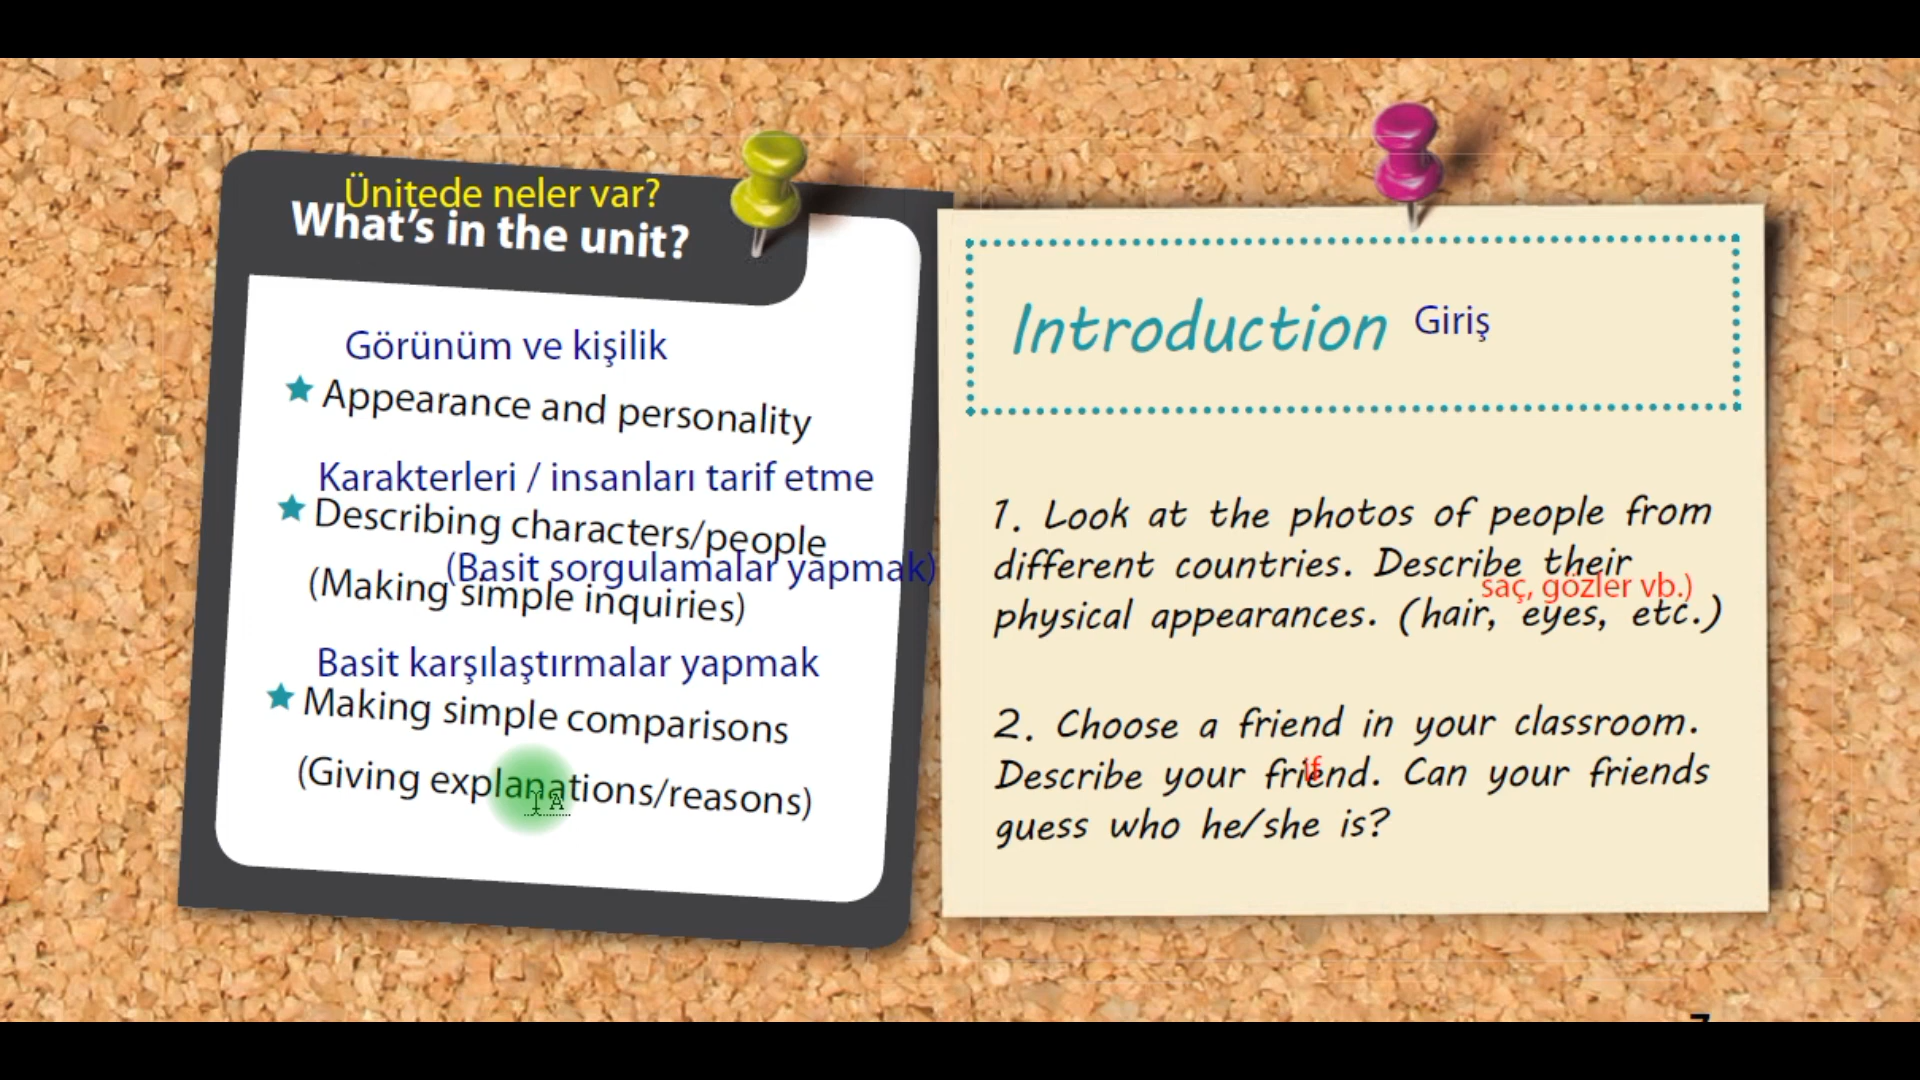 Ünitede neler var?
What's in the unit?
Görünüm ve kişilik
Appearance and personality
Karakterleri / insanları tarif etme
Describing characters/people
(Basit sorgulamalar yapmak)
(Making simple inquiries)
Basit karşılaştırmalar yapmak
Making simple comparisons
(Giving explanations/reasons)
A
Introduction Giriş
1. Look at the photos of people from
different countries. Describe their
saç, gözler vb.)
physical appearances. (hair, eyes, etc.)
2. Choose a friend in your classroom.
Describe your friend. Can your friends
guess who he/she is?